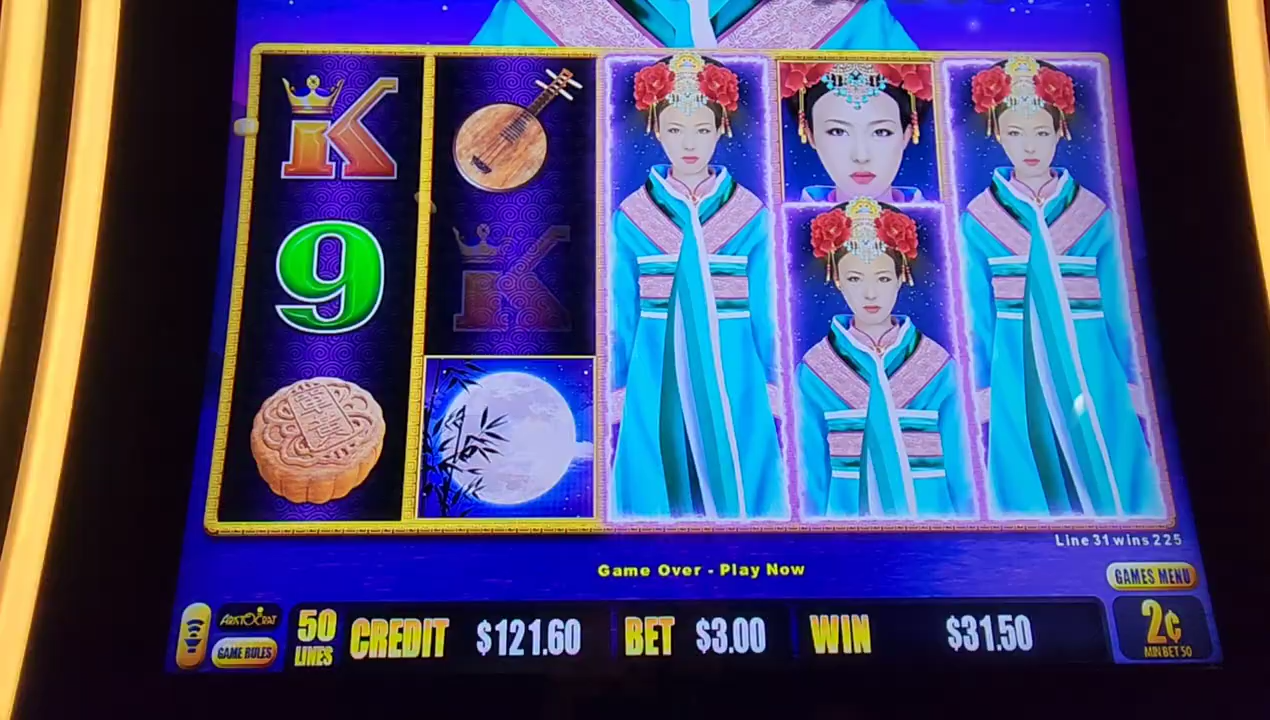 K
9
K
Line 31 wins 225
Game Over - Play Now
GAMES MENU
ARISTOCRAT
GAME RULES
50
LINES
CREDIT $121.60
BET $3.00
WIN $31.50
2¢
MIN BET 50